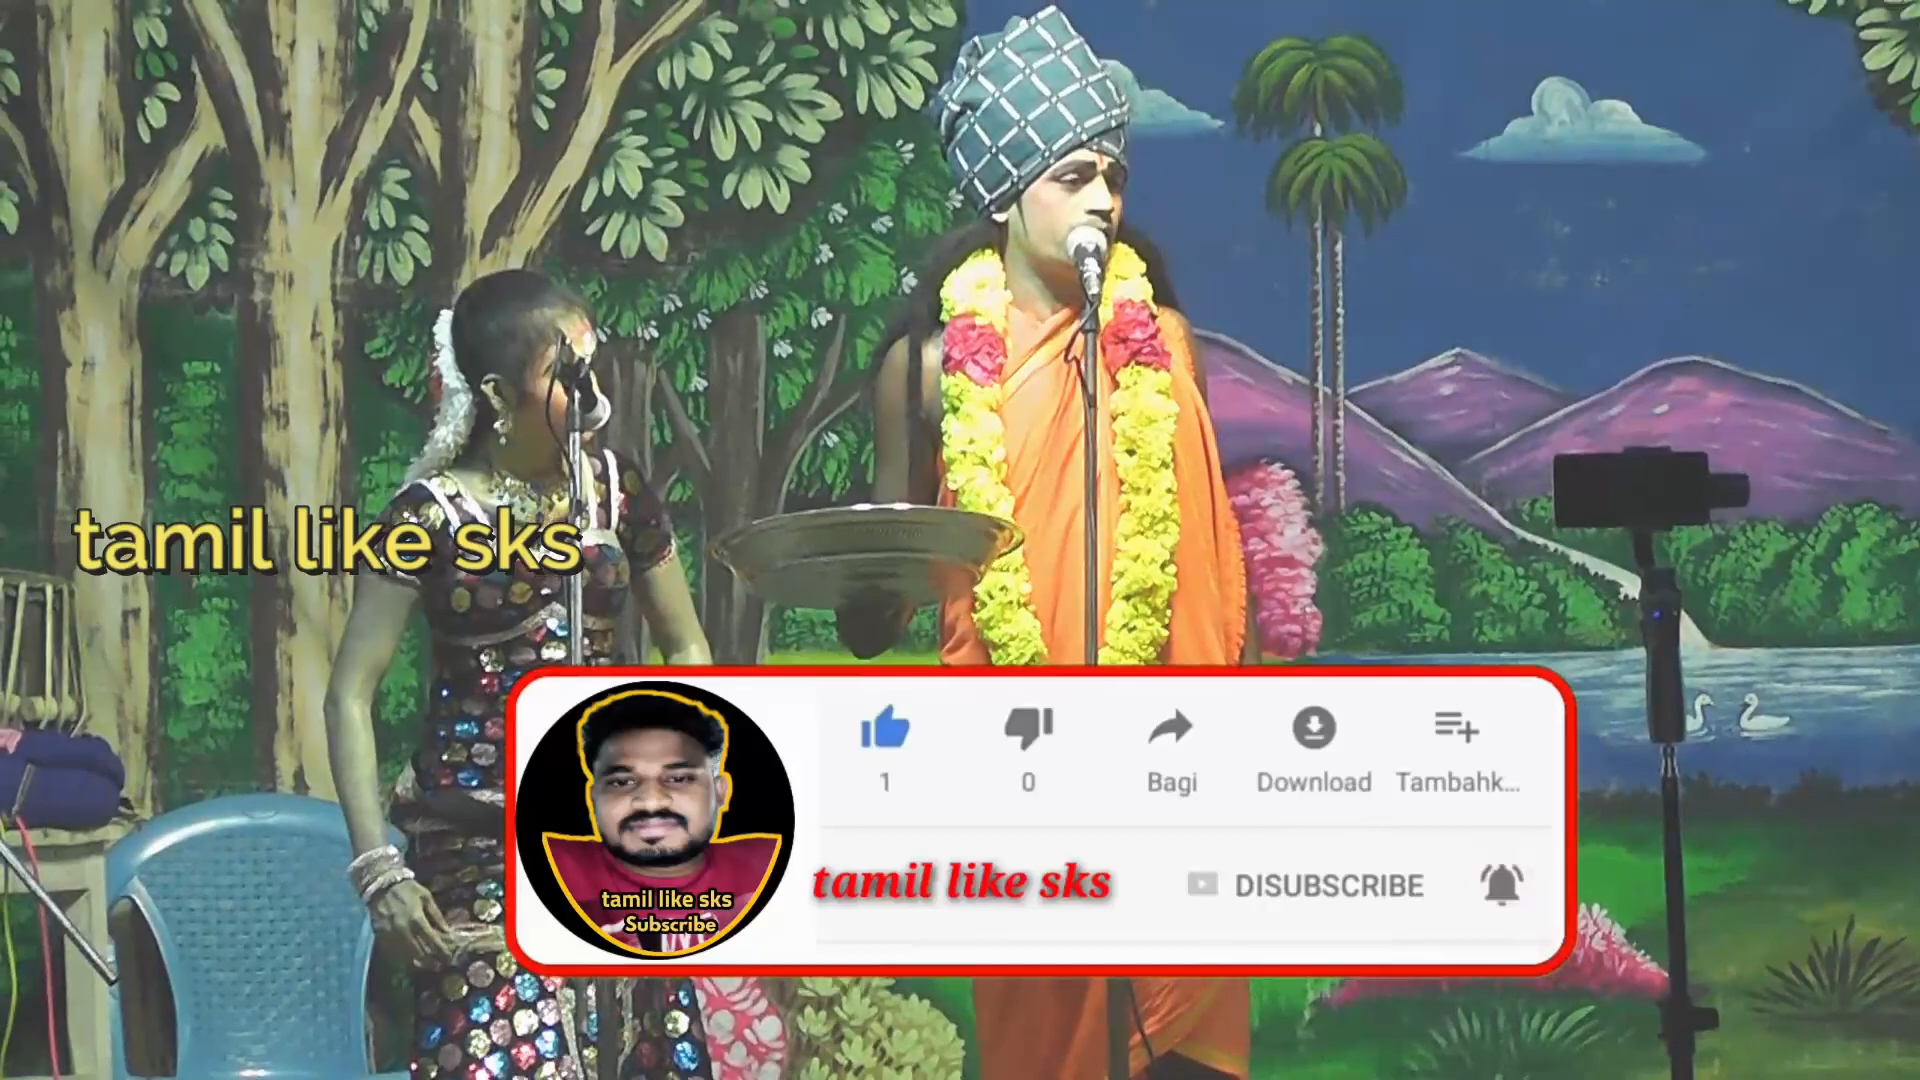 tamil like sks
1
0
Bagi
Download
Tambahk...
tamil like sks
Subscribe
tamil like sks
DISUBSCRIBE